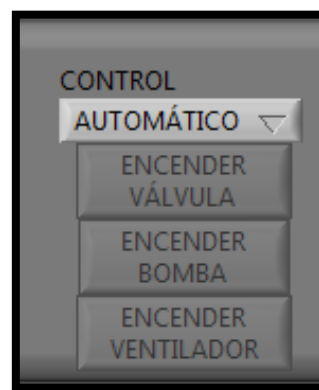 CONTROL
AUTOMÁTICO
ENCENDER
VÁLVULA
ENCENDER
BOMBA
ENCENDER
VENTILADOR